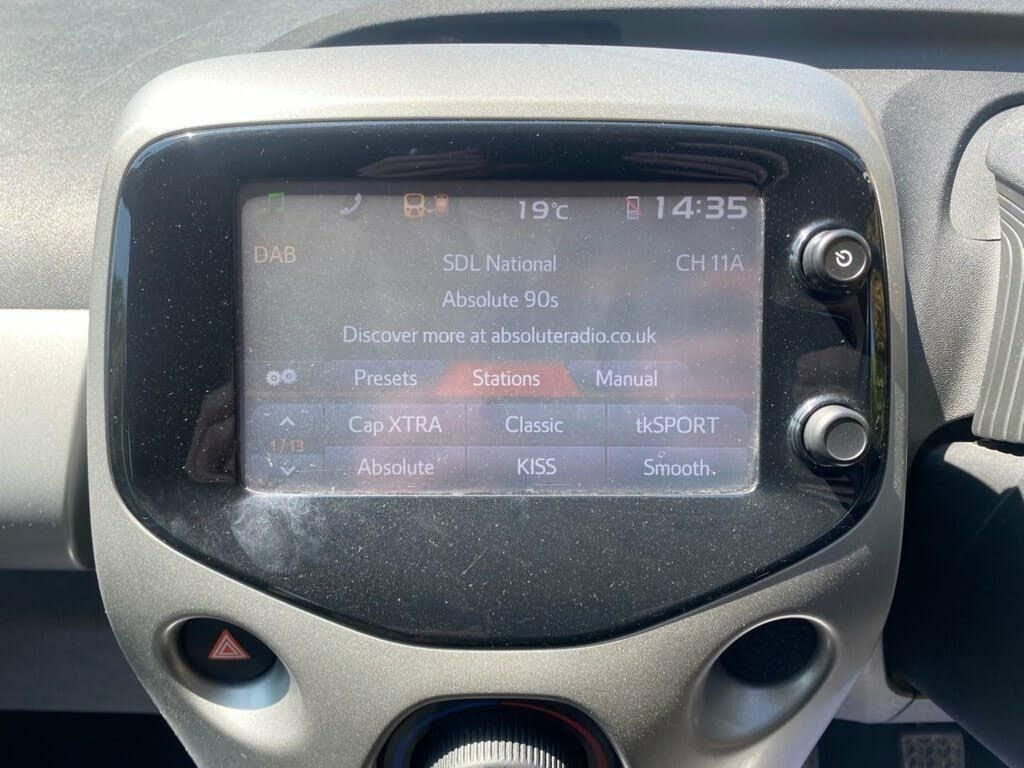 19°C 14:35
DAB SDL National CH 11A
Absolute 90s
Discover more at absoluteradio.co.uk
Presets Stations Manual
Cap XTRA Classic tkSPORT
1/13
Absolute KISS Smooth